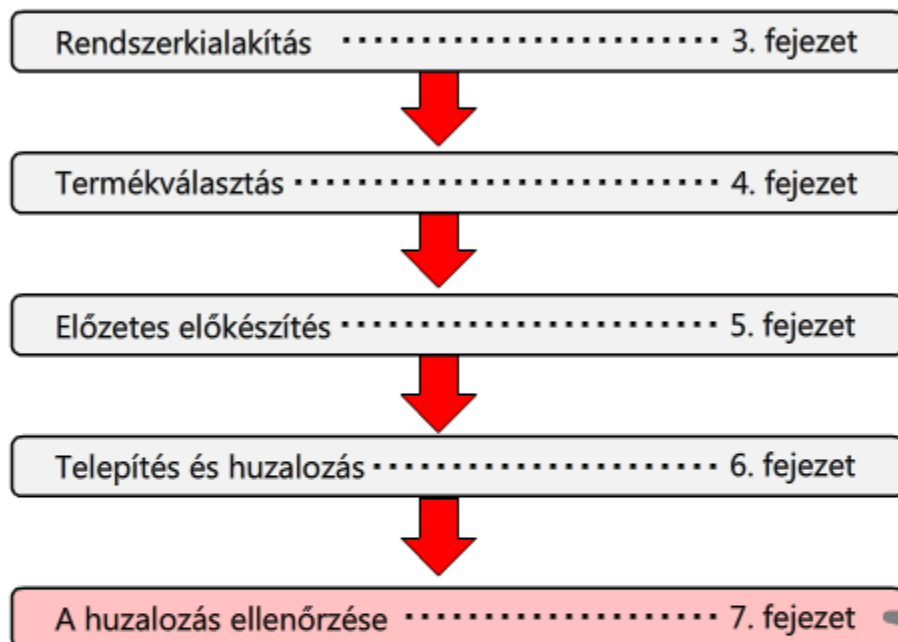 Rendszerkialakítás ························ 3. fejezet
Termékválasztás ··························· 4. fejezet
Előzetes előkészítés ························ 5. fejezet
Telepítés és huzalozás ······················ 6. fejezet
A huzalozás ellenőrzése ···················· 7. fejezet